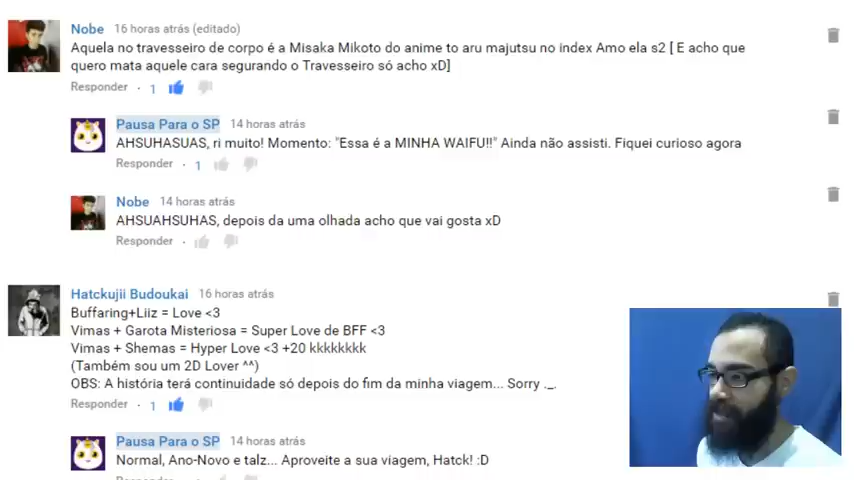 Nobe 16 horas atrás (editado)
Aquela no travesseiro de corpo é a Misaka Mikoto do anime to aru majutsu no index Amo ela s2 [ E acho que
quero mata aquele cara segurando o Travesseiro só acho xD]
Responder · 1
Pausa Para o SP 14 horas atrás
AHSUHASUAS, ri muito! Momento: "Essa é a MINHA WAIFU!!" Ainda não assisti. Fiquei curioso agora
Responder · 1
Nobe 14 horas atrás
AHSUAHSUHAS, depois da uma olhada acho que vai gosta xD
Responder ·
Hatckujii Budoukai 16 horas atrás
Buffaring+Liiz = Love <3
Vimas + Garota Misteriosa = Super Love de BFF <3
Vimas + Shemas = Hyper Love <3 +20 kkkkkkkk
(Também sou um 2D Lover ^^)
OBS: A história terá continuidade só depois do fim da minha viagem... Sorry ._.
Responder · 1
Pausa Para o SP 14 horas atrás
Normal, Ano-Novo e talz... Aproveite a sua viagem, Hatck! :D